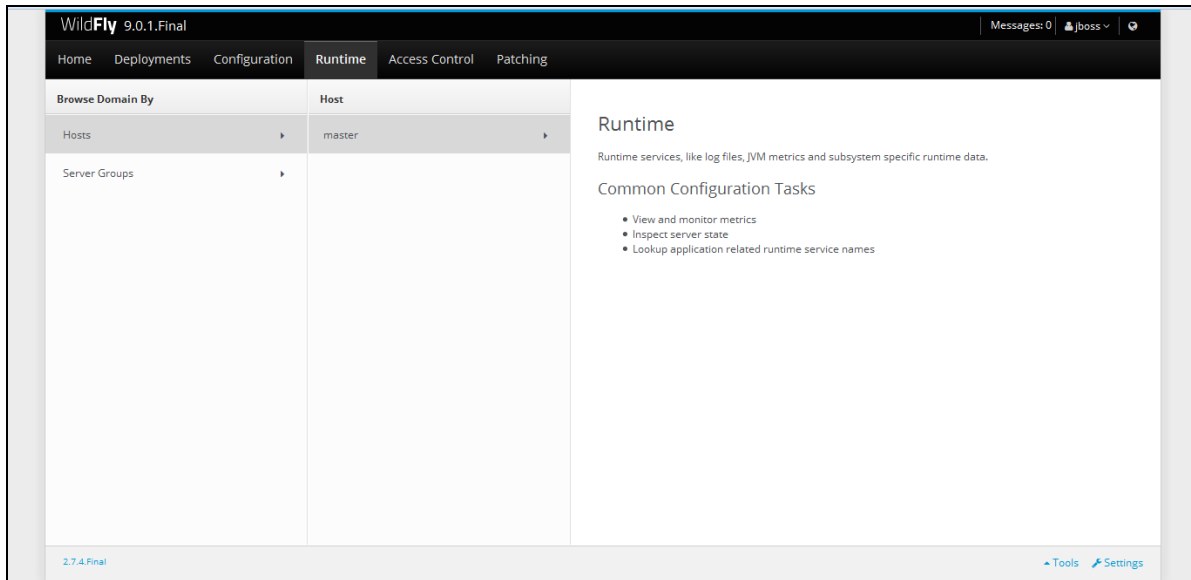 WildFly 9.0.1.Final
Messages: 0 jboss
Home Deployments Configuration Runtime Access Control Patching
Browse Domain By
Hosts
Server Groups
Host
master
Runtime
Runtime services, like log files, JVM metrics and subsystem specific runtime data.
Common Configuration Tasks
View and monitor metrics
Inspect server state
Lookup application related runtime service names
2.7.4.Final
Tools Settings